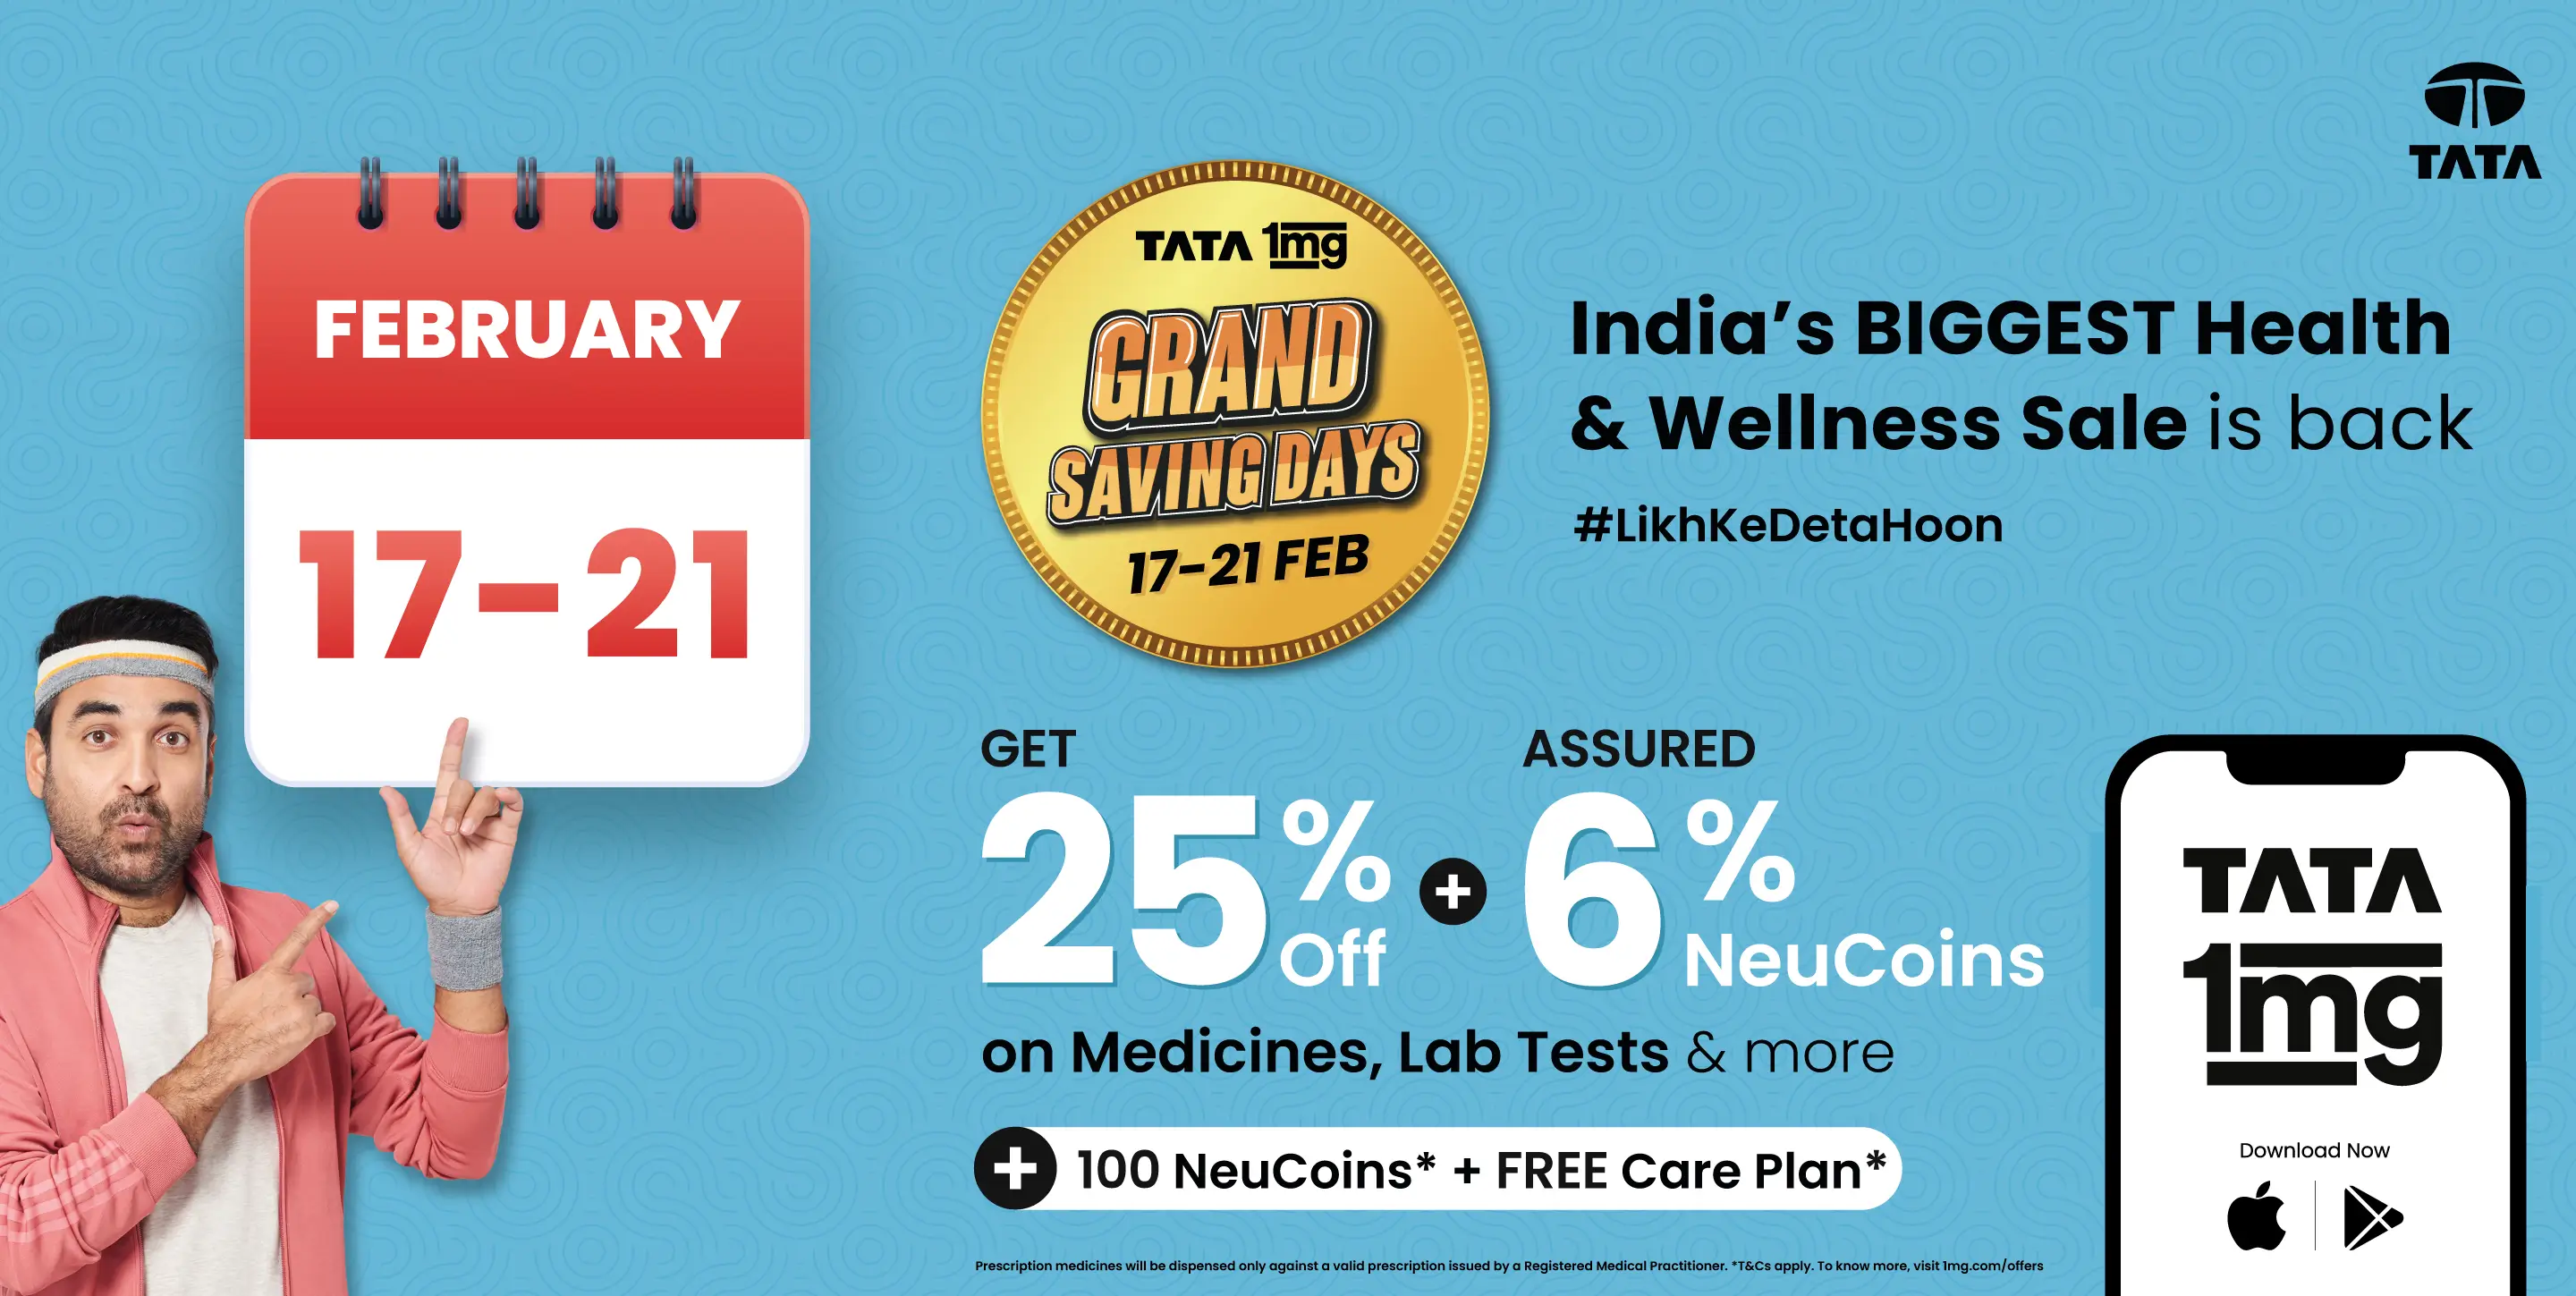 TATA
FEBRUARY
17-21
TATA 1mg
GRAND
SAVING DAYS
17-21 FEB
India's BIGGEST Health
& Wellness Sale is back
#LikhKeDetaHoon
GET
25% Off
+
ASSURED
6% NeuCoins
on Medicines, Lab Tests & more
+ 100 NeuCoins* + FREE Care Plan*
Prescription medicines will be dispensed only against a valid prescription issued by a Registered Medical Practitioner. *T&Cs apply. To know more, visit 1mg.com/offers
TATA
1mg
Download Now